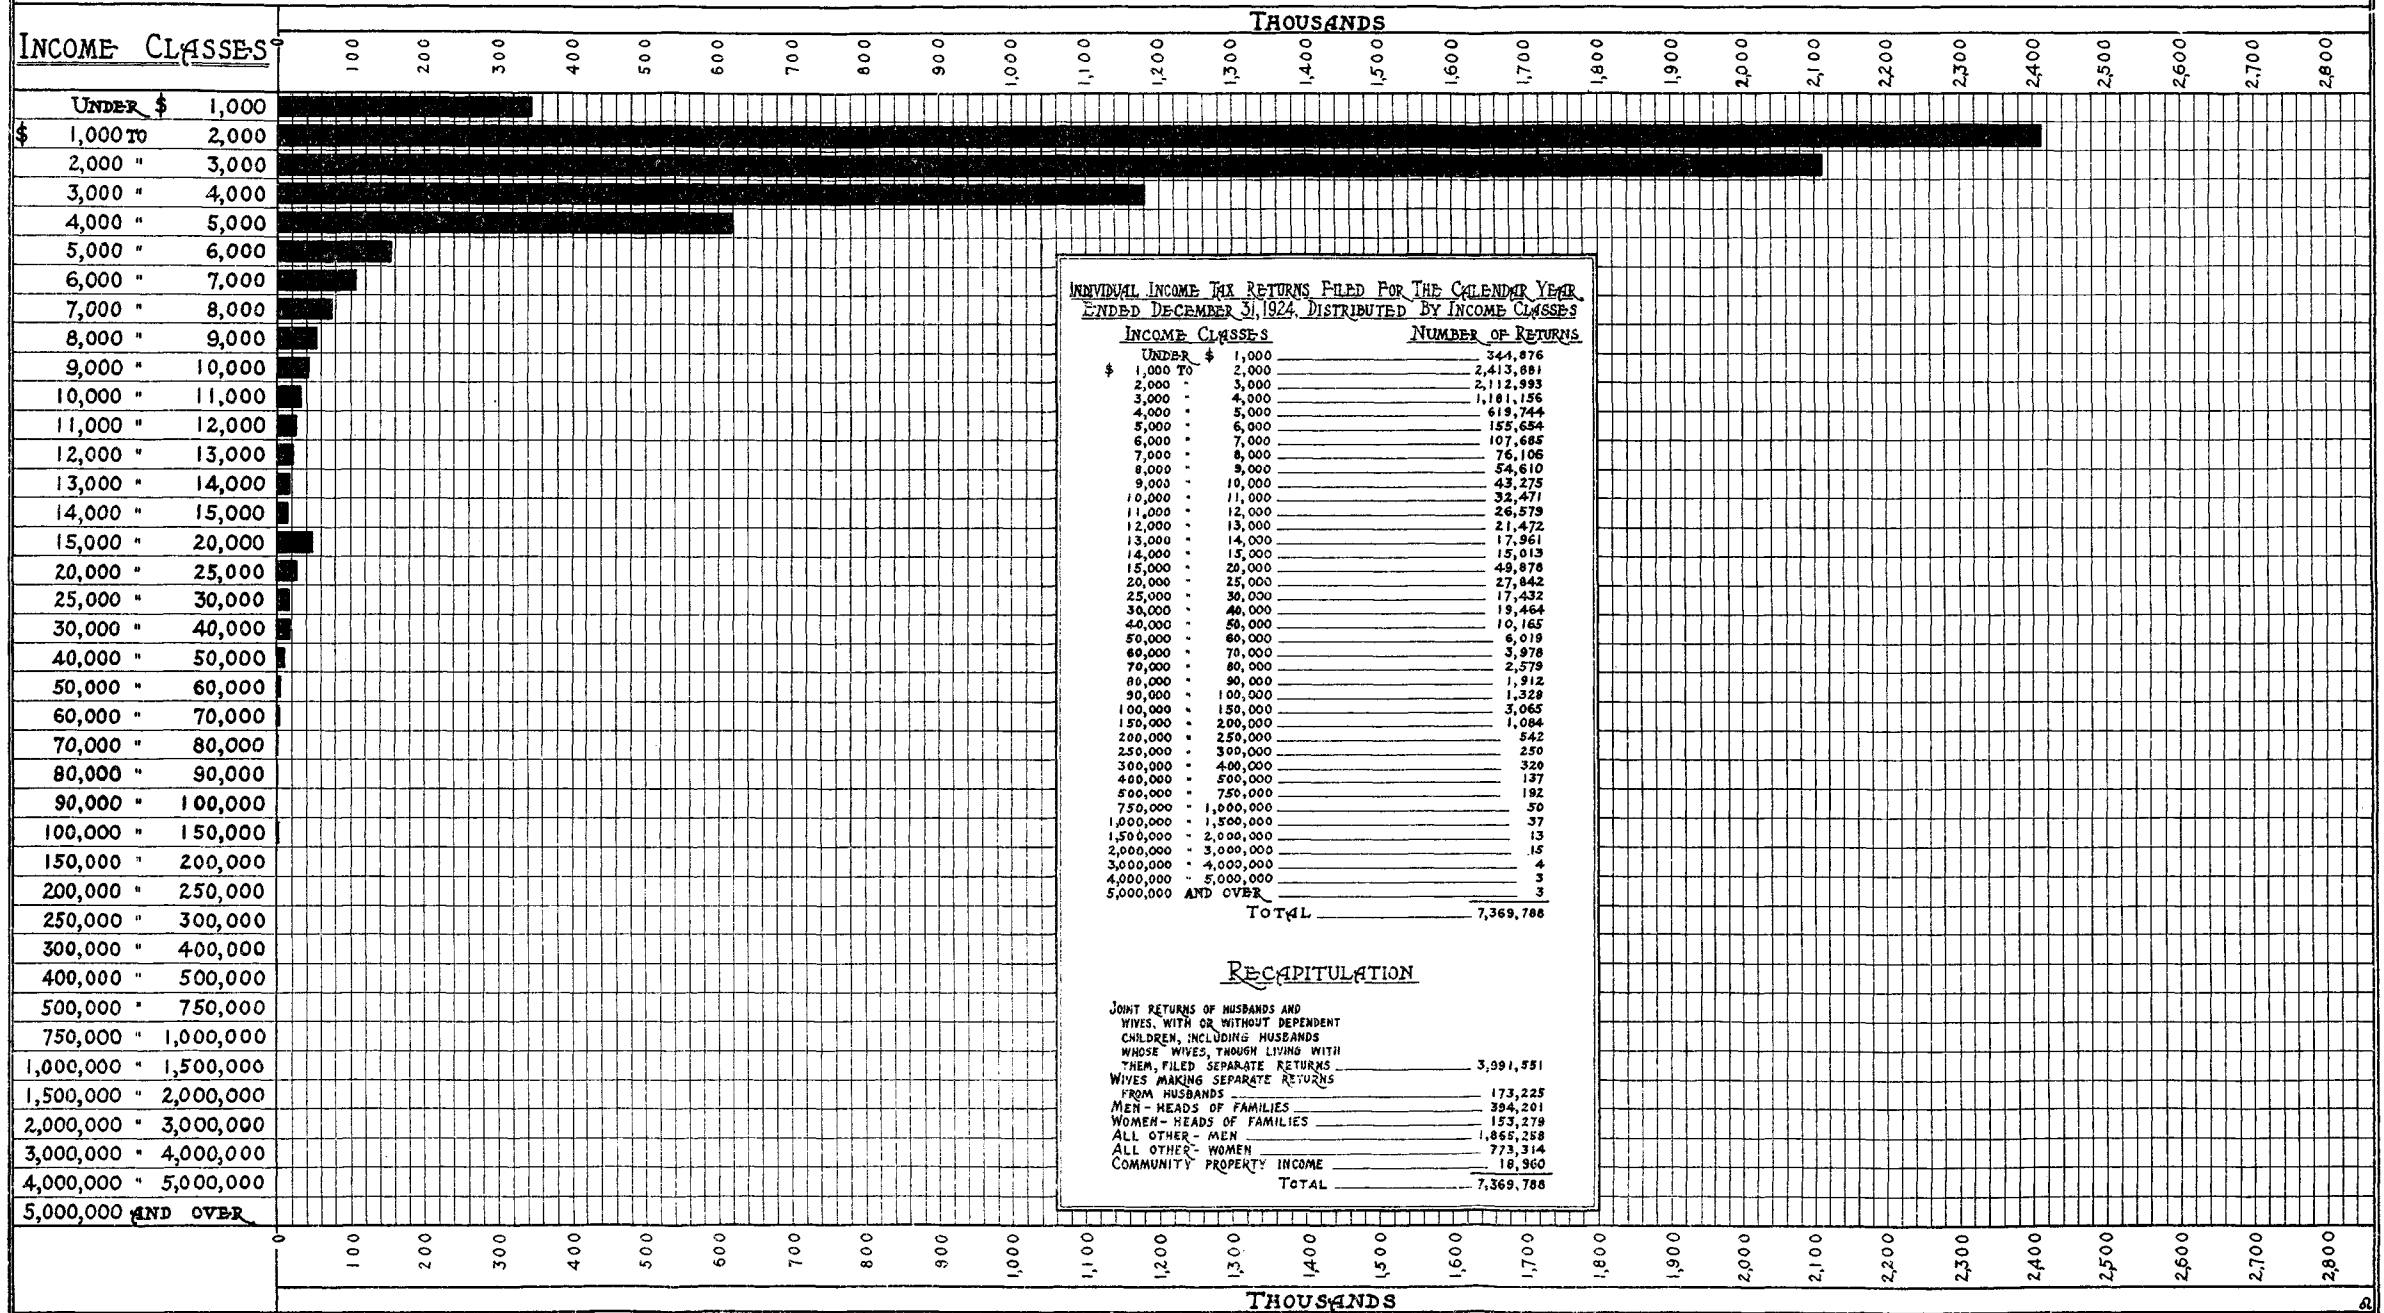 THOUSANDS
INCOME CLASSES
0 100 200 300 400 500 600 700 800 900 1,000 1,100 1,200 1,300 1,400 1,500 1,600 1,700 1,800 1,900 2,000 2,100 2,200 2,300 2,400 2,500 2,600 2,700 2,800
UNDER $ 1,000
$ 1,000 TO 2,000
2,000 " 3,000
3,000 " 4,000
4,000 " 5,000
5,000 " 6,000
6,000 " 7,000
7,000 " 8,000
8,000 " 9,000
9,000 " 10,000
10,000 " 11,000
11,000 " 12,000
12,000 " 13,000
13,000 " 14,000
14,000 " 15,000
15,000 " 20,000
20,000 " 25,000
25,000 " 30,000
30,000 " 40,000
40,000 " 50,000
50,000 " 60,000
60,000 " 70,000
70,000 " 80,000
80,000 " 90,000
90,000 " 100,000
100,000 " 150,000
150,000 " 200,000
200,000 " 250,000
250,000 " 300,000
300,000 " 400,000
400,000 " 500,000
500,000 " 750,000
750,000 " 1,000,000
1,000,000 " 1,500,000
1,500,000 " 2,000,000
2,000,000 " 3,000,000
3,000,000 " 4,000,000
4,000,000 " 5,000,000
5,000,000 AND OVER
INDIVIDUAL INCOME TAX RETURNS FILED FOR THE CALENDAR YEAR
ENDED DECEMBER 31, 1924, DISTRIBUTED BY INCOME CLASSES
INCOME CLASSES NUMBER OF RETURNS
UNDER $ 1,000 344,876
$ 1,000 TO 2,000 2,413,881
2,000 " 3,000 2,112,993
3,000 " 4,000 1,181,156
4,000 " 5,000 619,744
5,000 " 6,000 155,654
6,000 " 7,000 107,685
7,000 " 8,000 76,106
8,000 " 9,000 54,610
9,000 " 10,000 43,275
10,000 " 11,000 32,471
11,000 " 12,000 26,579
12,000 " 13,000 21,472
13,000 " 14,000 17,961
14,000 " 15,000 15,013
15,000 " 20,000 49,878
20,000 " 25,000 27,842
25,000 " 30,000 17,432
30,000 " 40,000 19,464
40,000 " 50,000 10,165
50,000 " 60,000 6,019
60,000 " 70,000 3,978
70,000 " 80,000 2,579
80,000 " 90,000 1,912
90,000 " 100,000 1,328
100,000 " 150,000 3,065
150,000 " 200,000 1,084
200,000 " 250,000 542
250,000 " 300,000 250
300,000 " 400,000 320
400,000 " 500,000 137
500,000 " 750,000 192
750,000 " 1,000,000 50
1,000,000 " 1,500,000 37
1,500,000 " 2,000,000 13
2,000,000 " 3,000,000 15
3,000,000 " 4,000,000 4
4,000,000 " 5,000,000 3
5,000,000 AND OVER 3
TOTAL 7,369,788
RECAPITULATION
JOINT RETURNS OF HUSBANDS AND
WIVES, WITH OR WITHOUT DEPENDENT
CHILDREN, INCLUDING HUSBANDS
WHOSE WIVES, THOUGH LIVING WITH
THEM, FILED SEPARATE RETURNS 3,991,551
WIVES MAKING SEPARATE RETURNS
FROM HUSBANDS 173,225
MEN - HEADS OF FAMILIES 394,201
WOMEN - HEADS OF FAMILIES 153,279
ALL OTHER - MEN 1,865,258
ALL OTHER - WOMEN 773,314
COMMUNITY PROPERTY INCOME 18,960
TOTAL 7,369,788
0 100 200 300 400 500 600 700 800 900 1,000 1,100 1,200 1,300 1,400 1,500 1,600 1,700 1,800 1,900 2,000 2,100 2,200 2,300 2,400 2,500 2,600 2,700 2,800
THOUSANDS